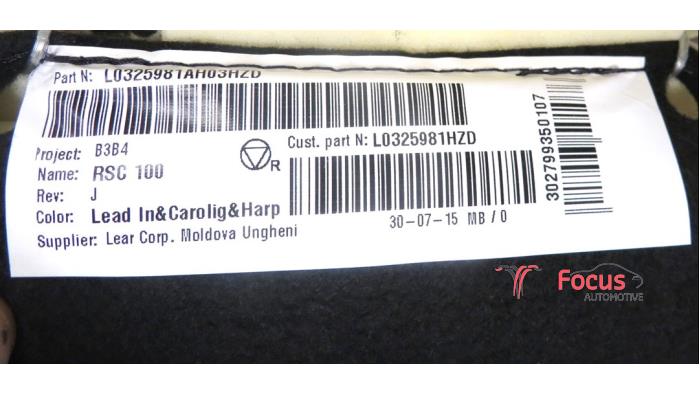 Part N: L0325981AH03HZD
Cust. part N: L0325981HZD
Project: B3B4
R
Name: RSC 100
Rev: J
Color: Lead In&Carolig&Harp
30-07-15 MB/0
Supplier: Lear Corp. Moldova Ungheni
302799350107
Focus
AUTOMOTIVE